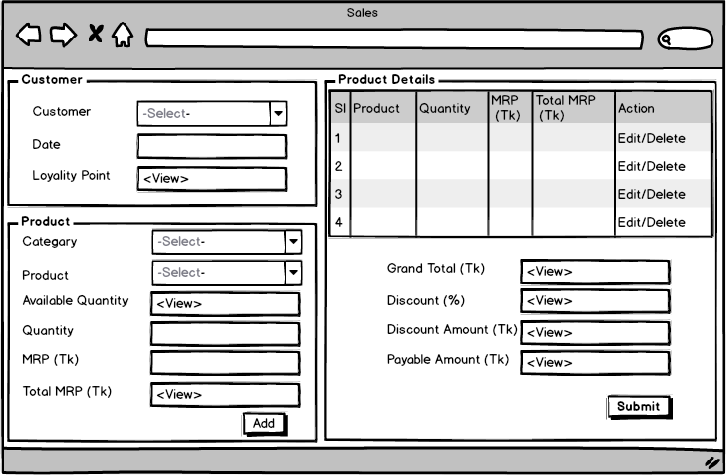 Sales
Customer
Customer -Select-
Date
Loyality Point <View>
Product
Category -Select-
Product -Select-
Available Quantity <View>
Quantity
MRP (Tk)
Total MRP (Tk) <View>
Add
Product Details
Sl Product Quantity MRP (Tk) Total MRP (Tk) Action
1 Edit/Delete
2 Edit/Delete
3 Edit/Delete
4 Edit/Delete
Grand Total (Tk) <View>
Discount (%) <View>
Discount Amount (Tk) <View>
Payable Amount (Tk) <View>
Submit